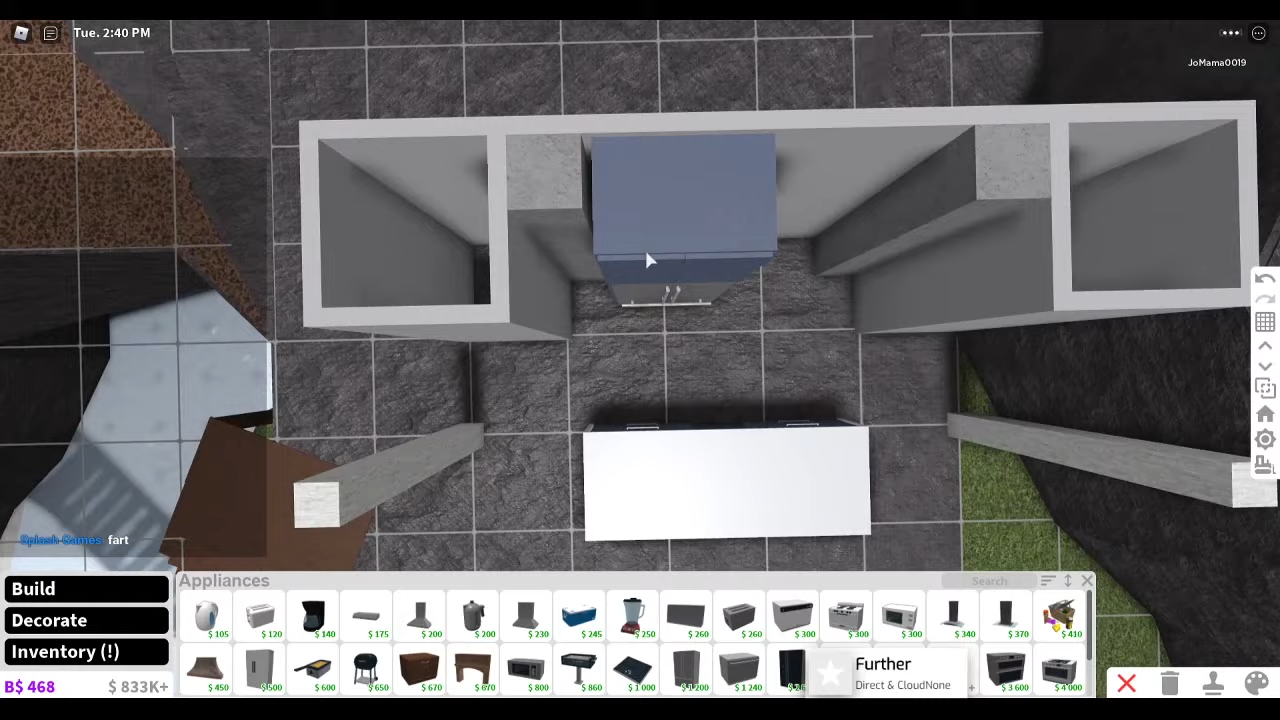 Tue. 2:40 PM
JoMama0019
Splash Games fart
Build
Decorate
Inventory (!)
B$ 468 $ 833K+
Appliances
Search
$ 105 $ 120 $ 140 $ 175 $ 200 $ 200 $ 230 $ 245 $ 250 $ 260 $ 260 $ 300 $ 300 $ 300 $ 340 $ 370 $ 410
$ 450 $ 500 $ 600 $ 650 $ 670 $ 670 $ 800 $ 860 $ 1 000 $ 1 200 $ 1 240 $ 3 600 $ 4 000
Further
Direct & CloudNone